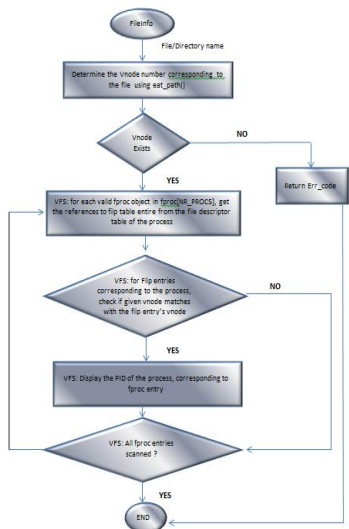 FileInfo
File/Directory name
Determine the Vnode number corresponding to
the file using eat_path()
Vnode
Exists
NO
Return Err_code
YES
VFS: for each valid fproc object in fproc[NR_PROCS], get
the references to flip table entire from the file descriptor
table of the process
VFS: for Flip entries
corresponding to the process,
check if given vnode matches
with the filp entry's vnode
NO
YES
VFS: Display the PID of the process, corresponding to
fproc entry
VFS: All fproc entries
scanned ?
YES
END